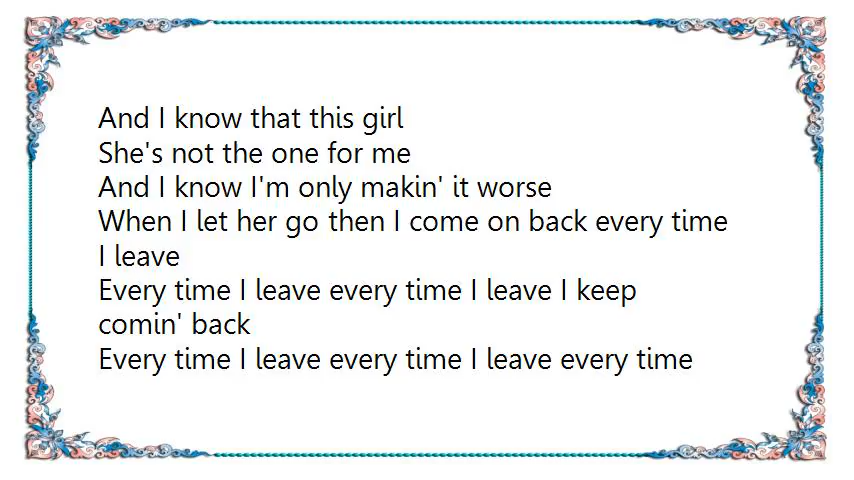 And I know that this girl
She's not the one for me
And I know I'm only makin' it worse
When I let her go then I come on back every time
I leave
Every time I leave every time I leave I keep
comin' back
Every time I leave every time I leave every time